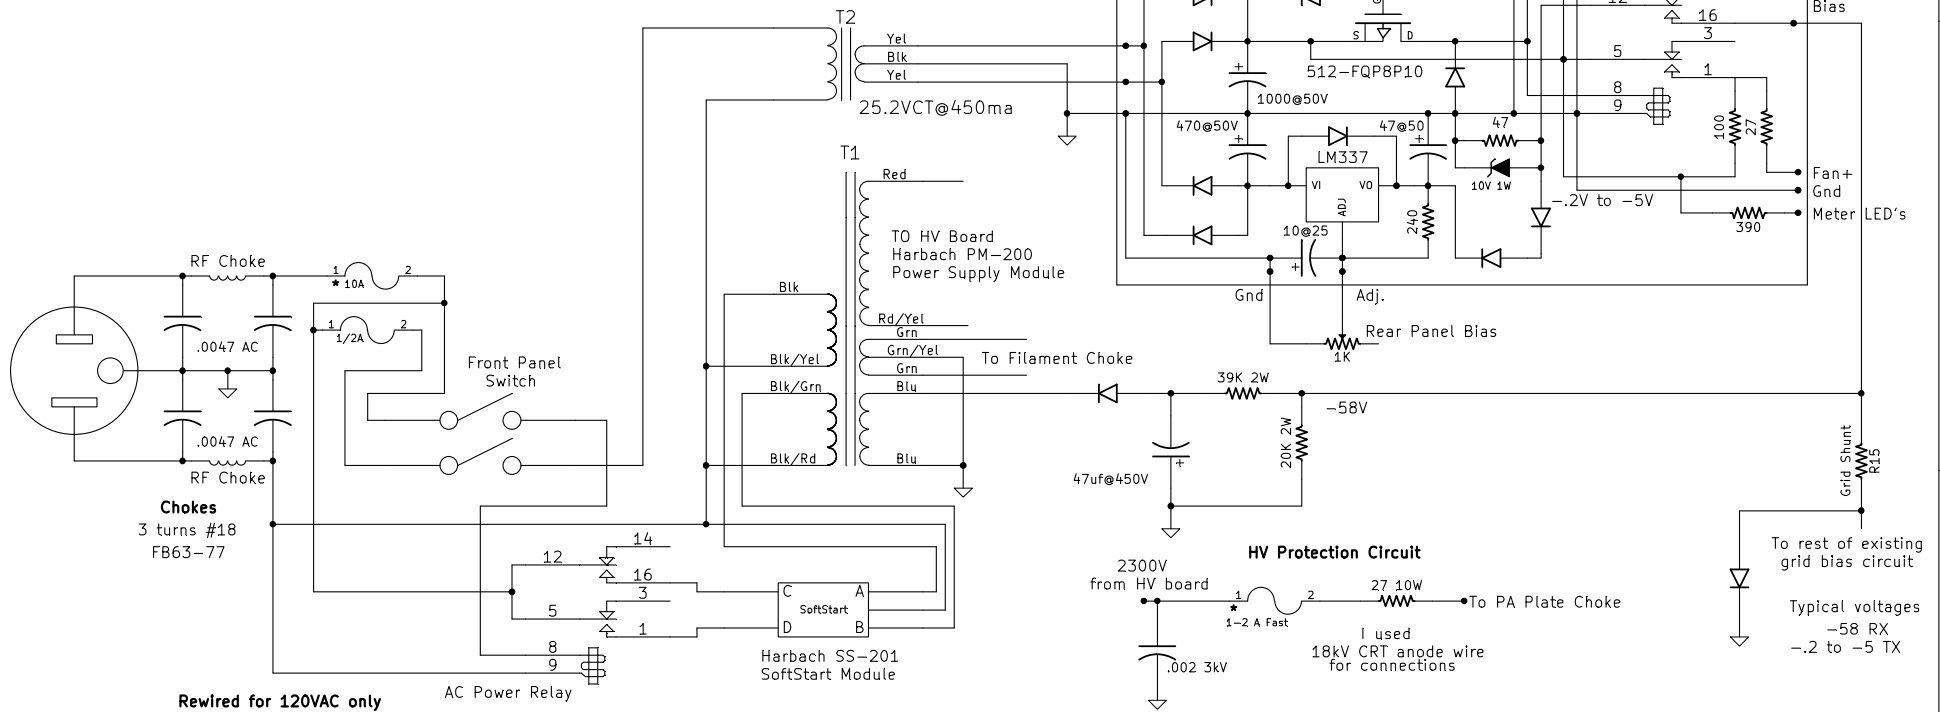 T2
Yel
Blk
Yel
25.2VCT@450ma
S
D
512-FQP8P10
1000@50V
470@50V
47@50
LM337
VI
VO
ADJ
10@25
240
47
10V 1W
-.2V to -5V
16
3
5
1
8
9
100
27
Bias
Fan+
Gnd
Meter LED's
390
Gnd
Adj.
Rear Panel Bias
1K
T1
Red
TO HV Board
Harbach PM-200
Power Supply Module
Rd/Yel
Grn
Grn/Yel
Grn
Blu
Blu
To Filament Choke
Blk
Blk/Yel
Blk/Grn
Blk/Rd
RF Choke
1
2
* 10A
1
2
1/2A
.0047 AC
.0047 AC
RF Choke
Front Panel
Switch
Chokes
3 turns #18
FB63-77
12
14
16
3
5
1
8
9
AC Power Relay
C
A
SoftStart
D
B
Harbach SS-201
SoftStart Module
Rewired for 120VAC only
39K 2W
-58V
20K 2W
47uf@450V
HV Protection Circuit
2300V
from HV board
1
2
*
1-2 A Fast
27 10W
To PA Plate Choke
.002 3kV
I used
18kV CRT anode wire
for connections
Grid Shunt
R15
To rest of existing
grid bias circuit
Typical voltages
-58 RX
-.2 to -5 TX